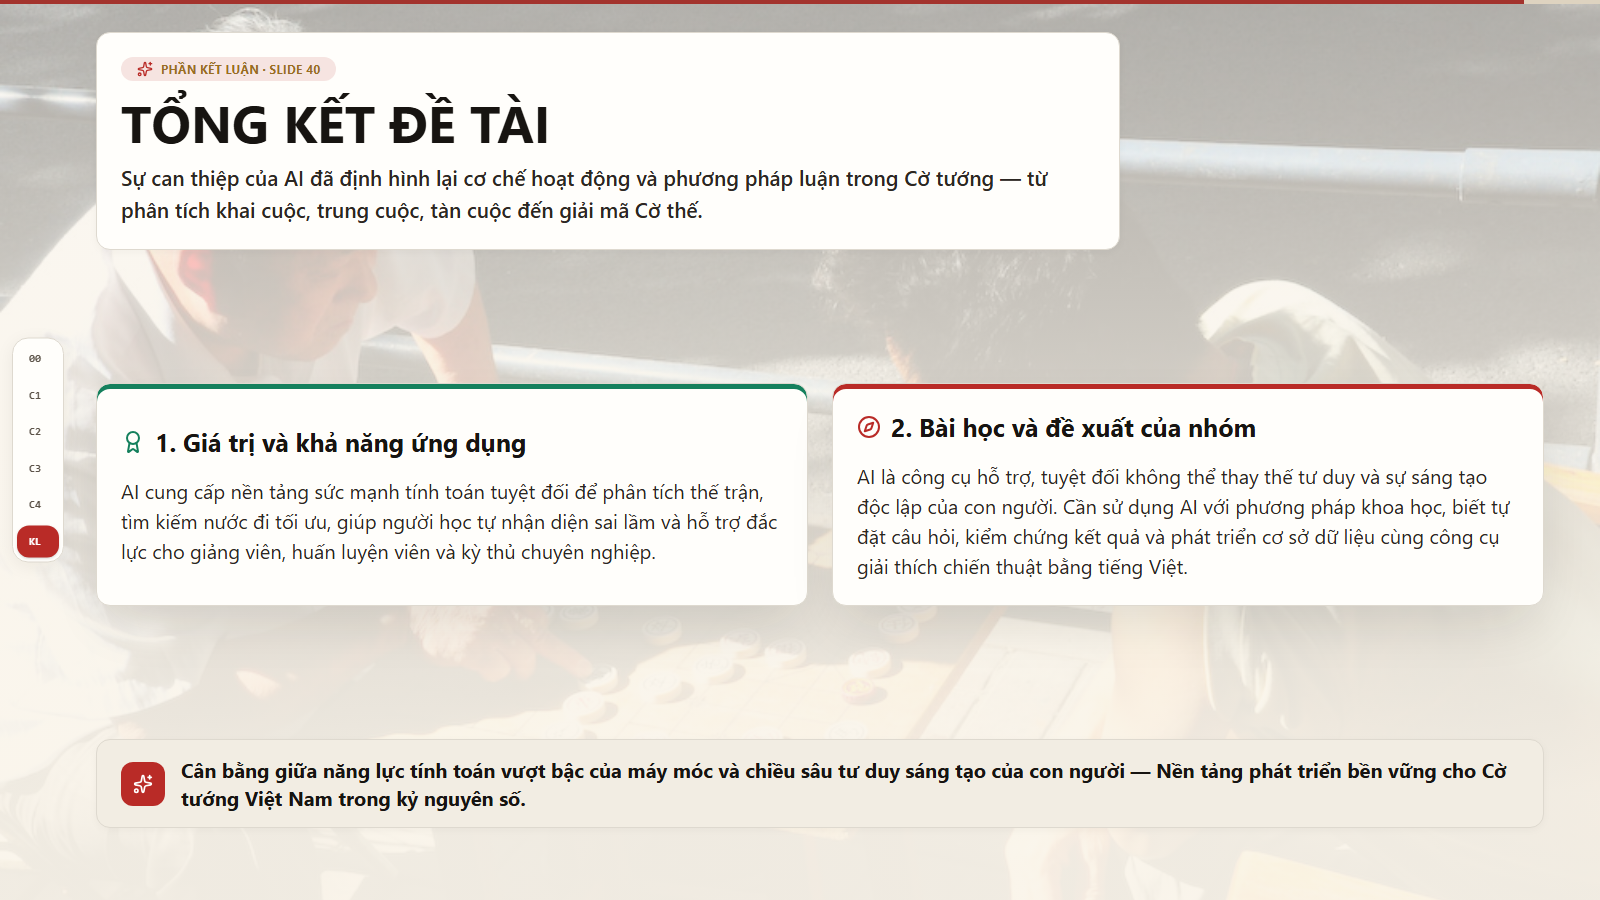 PHẦN KẾT LUẬN · SLIDE 40
TỔNG KẾT ĐỀ TÀI
Sự can thiệp của AI đã định hình lại cơ chế hoạt động và phương pháp luận trong Cờ tướng — từ
phân tích khai cuộc, trung cuộc, tàn cuộc đến giải mã Cờ thế.
00
C1
C2
C3
C4
KL
1. Giá trị và khả năng ứng dụng
AI cung cấp nền tảng sức mạnh tính toán tuyệt đối để phân tích thế trận,
tìm kiếm nước đi tối ưu, giúp người học tự nhận diện sai lầm và hỗ trợ đắc
lực cho giảng viên, huấn luyện viên và kỳ thủ chuyên nghiệp.
2. Bài học và đề xuất của nhóm
AI là công cụ hỗ trợ, tuyệt đối không thể thay thế tư duy và sự sáng tạo
độc lập của con người. Cần sử dụng AI với phương pháp khoa học, biết tự
đặt câu hỏi, kiểm chứng kết quả và phát triển cơ sở dữ liệu cùng công cụ
giải thích chiến thuật bằng tiếng Việt.
Cân bằng giữa năng lực tính toán vượt bậc của máy móc và chiều sâu tư duy sáng tạo của con người — Nền tảng phát triển bền vững cho Cờ
tướng Việt Nam trong kỷ nguyên số.